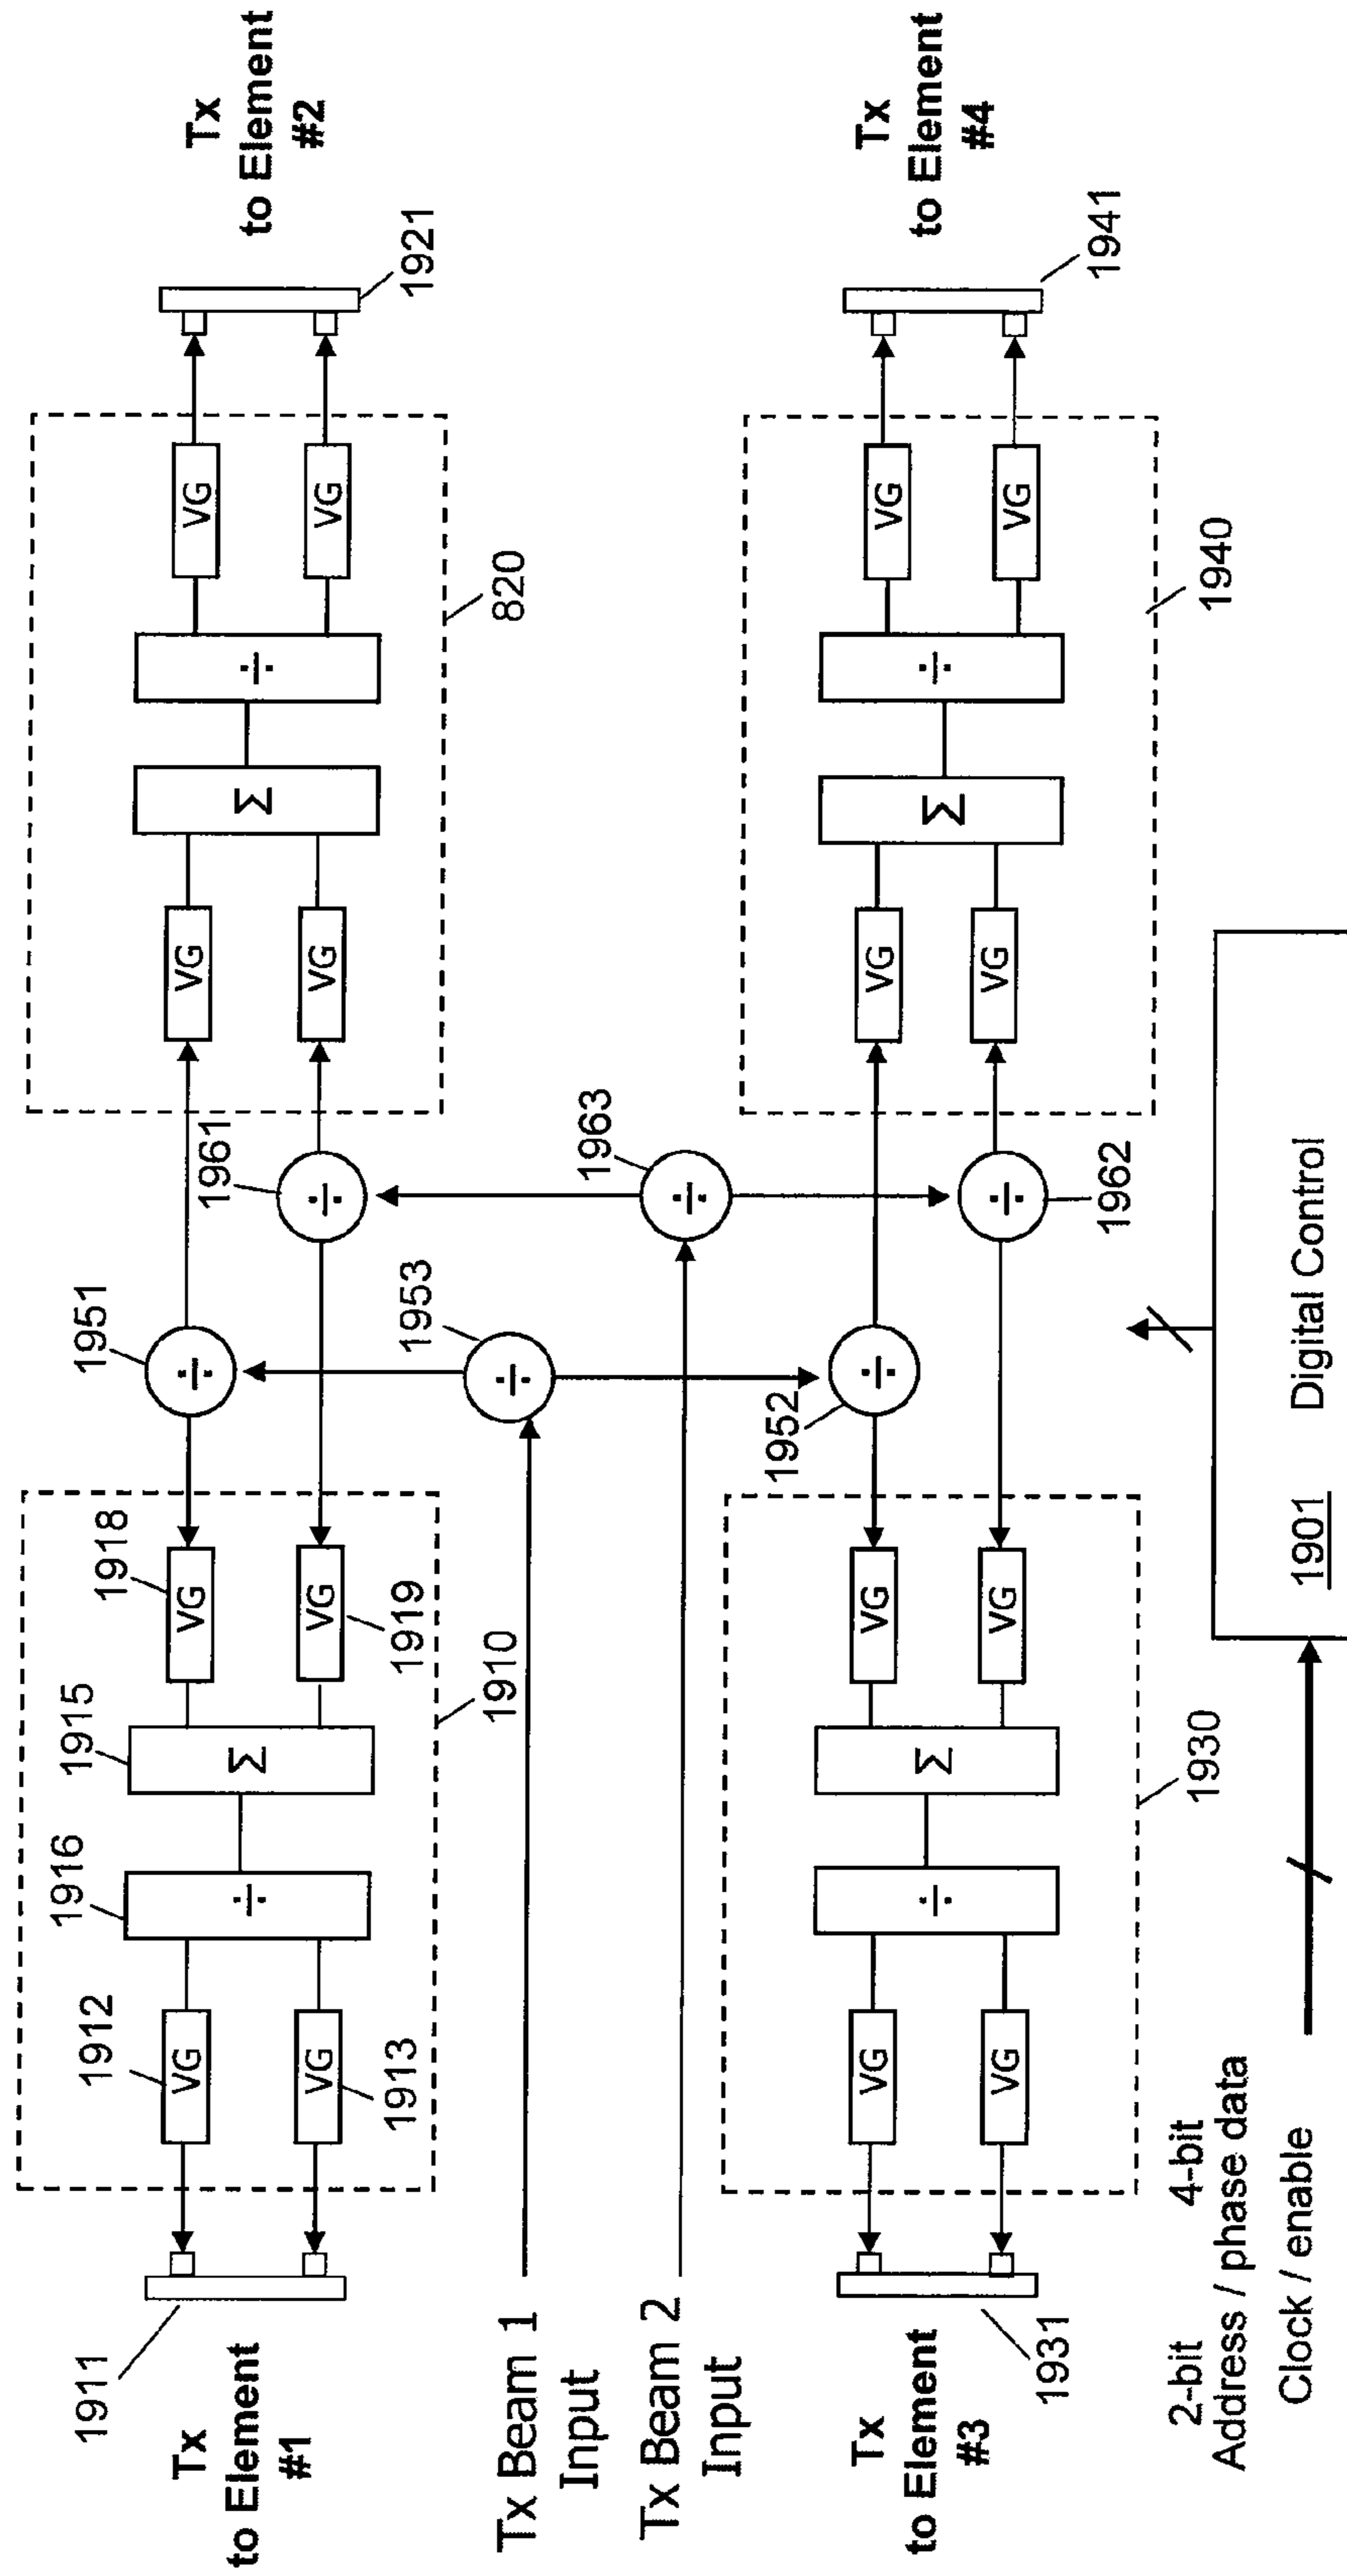 Tx
to Element
#1
1911
1912
1913
1916
1915
1918
1919
1910
VG
VG
÷
Σ
VG
VG
1951
÷
1961
÷
VG
VG
Σ
÷
VG
VG
820
1921
Tx
to Element
#2
Tx Beam 1
Input
1953
÷
Tx Beam 2
Input
1963
÷
Tx
to Element
#3
1931
VG
VG
÷
Σ
VG
VG
1930
1952
÷
1962
÷
VG
VG
Σ
÷
VG
VG
1940
1941
Tx
to Element
#4
2-bit 4-bit
Address / phase data
Clock / enable
1901 Digital Control